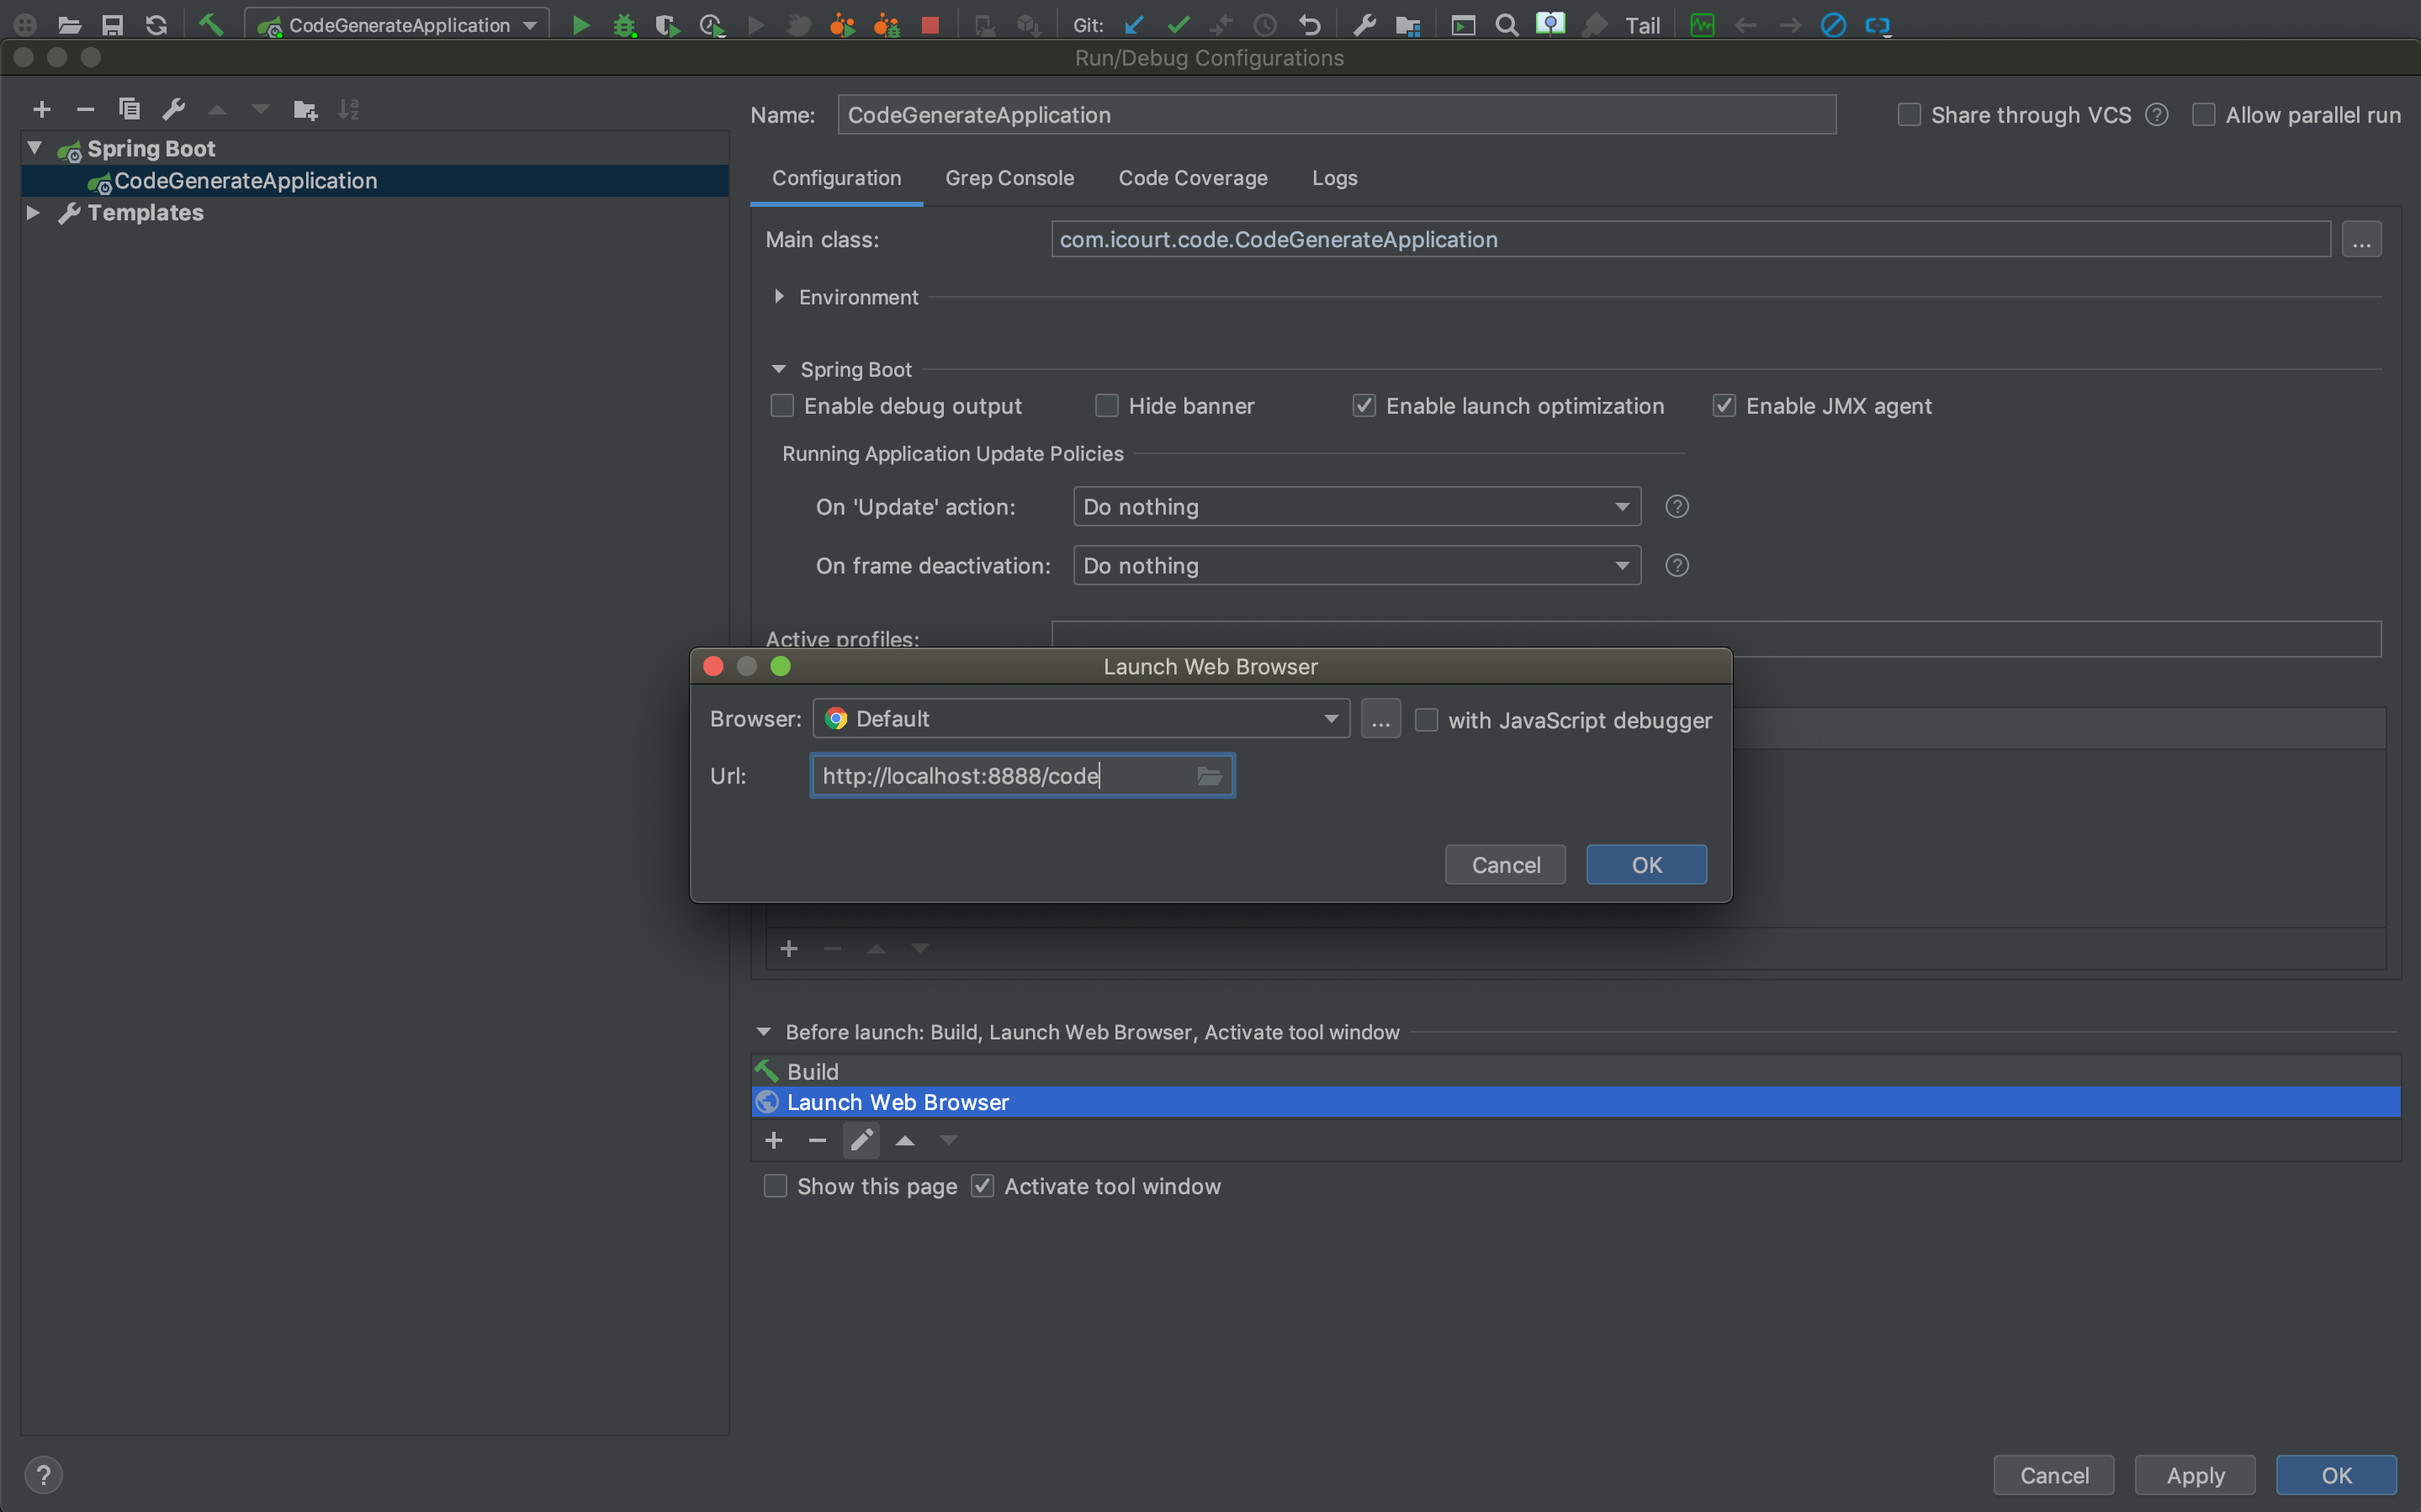 CodeGenerateApplication Git: Tail
Run/Debug Configurations
Name: CodeGenerateApplication Share through VCS ? Allow parallel run
Spring Boot
CodeGenerateApplication
Templates
Configuration Grep Console Code Coverage Logs
Main class: com.icourt.code.CodeGenerateApplication ...
Environment
Spring Boot
Enable debug output Hide banner Enable launch optimization Enable JMX agent
Running Application Update Policies
On 'Update' action: Do nothing ?
On frame deactivation: Do nothing ?
Active profiles:
Launch Web Browser
Browser: Default ... with JavaScript debugger
Url: http://localhost:8888/code
Cancel OK
Before launch: Build, Launch Web Browser, Activate tool window
Build
Launch Web Browser
Show this page Activate tool window
? Cancel Apply OK